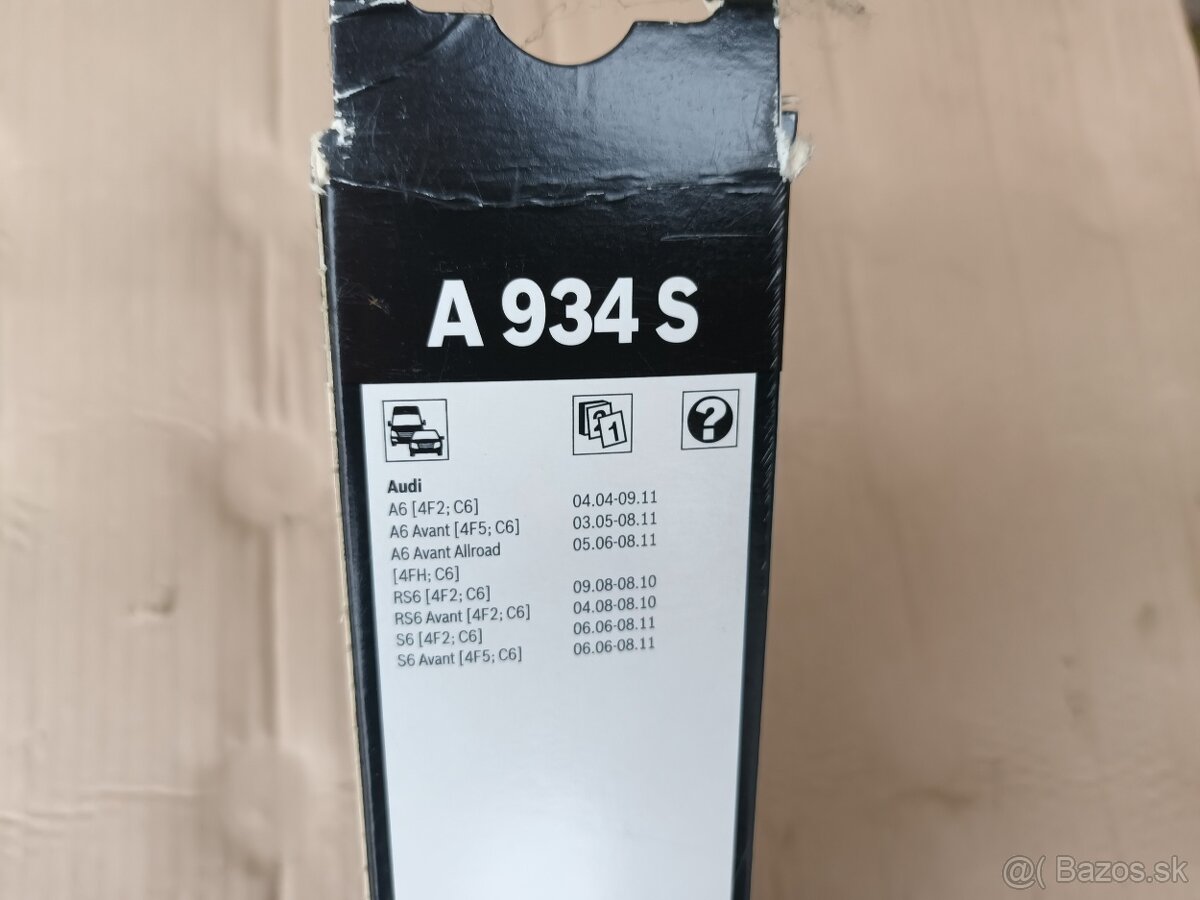 A 934 S
2
1
?
Audi
A6 [4F2; C6] 04.04-09.11
A6 Avant [4F5; C6] 03.05-08.11
A6 Avant Allroad 05.06-08.11
[4FH; C6]
RS6 [4F2; C6] 09.08-08.10
RS6 Avant [4F2; C6] 04.08-08.10
S6 [4F2; C6] 06.06-08.11
S6 Avant [4F5; C6] 06.06-08.11
@( Bazos.sk